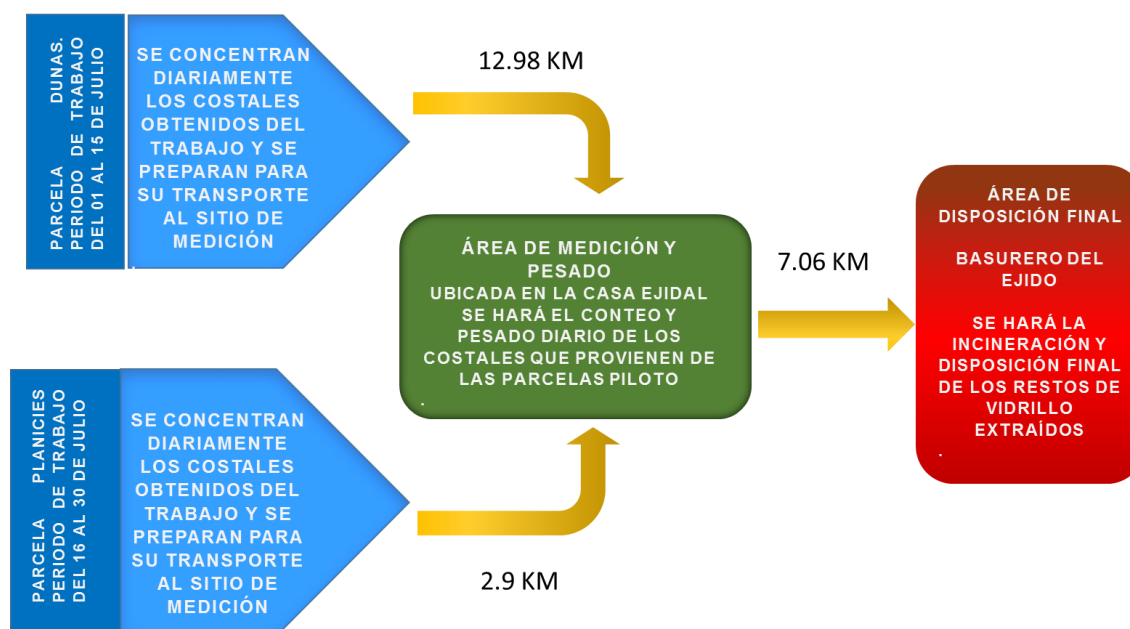 PARCELA DUNAS.
PERIODO DE TRABAJO
DEL 01 AL 15 DE JULIO
SE CONCENTRAN
DIARIAMENTE
LOS COSTALES
OBTENIDOS DEL
TRABAJO Y SE
PREPARAN PARA
SU TRANSPORTE
AL SITIO DE
MEDICIÓN
.
12.98 KM
ÁREA DE MEDICIÓN Y
PESADO
UBICADA EN LA CASA EJIDAL
SE HARÁ EL CONTEO Y
PESADO DIARIO DE LOS
COSTALES QUE PROVIENEN DE
LAS PARCELAS PILOTO
.
7.06 KM
ÁREA DE
DISPOSICIÓN FINAL
BASURERO DEL
EJIDO
SE HARÁ LA
INCINERACIÓN Y
DISPOSICIÓN FINAL
DE LOS RESTOS DE
VIDRILLO
EXTRAÍDOS
.
PARCELA PLANICIES
PERIODO DE TRABAJO
DEL 16 AL 30 DE JULIO
SE CONCENTRAN
DIARIAMENTE
LOS COSTALES
OBTENIDOS DEL
TRABAJO Y SE
PREPARAN PARA
SU TRANSPORTE
AL SITIO DE
MEDICIÓN
2.9 KM